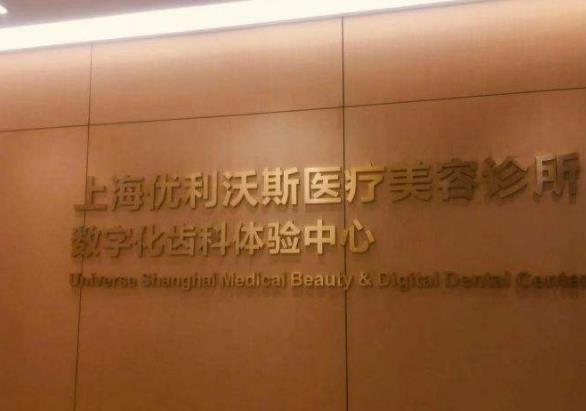 上海优利沃斯医疗美容诊所
数字化齿科体验中心
Universe Shanghai Medical Beauty & Digital Dental Center